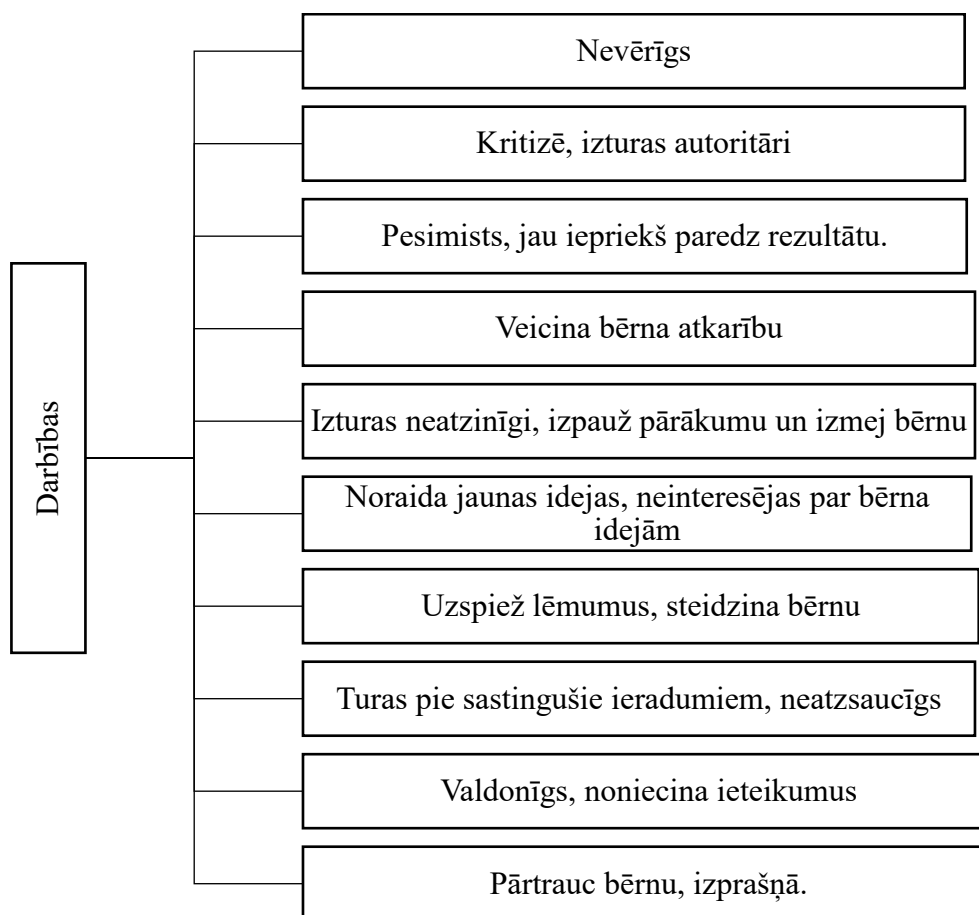 Darbības
Nevērīgs
Kritizē, izturas autoritāri
Pesimists, jau iepriekš paredz rezultātu.
Veicina bērna atkarību
Izturas neatzinīgi, izpauž pārākumu un izmej bērnu
Noraida jaunas idejas, neinteresējas par bērna
idejām
Uzspiež lēmumus, steidzina bērnu
Turas pie sastingušie ieradumiem, neatzsaucīgs
Valdonīgs, noniecina ieteikumus
Pārtrauc bērnu, izprašņā.